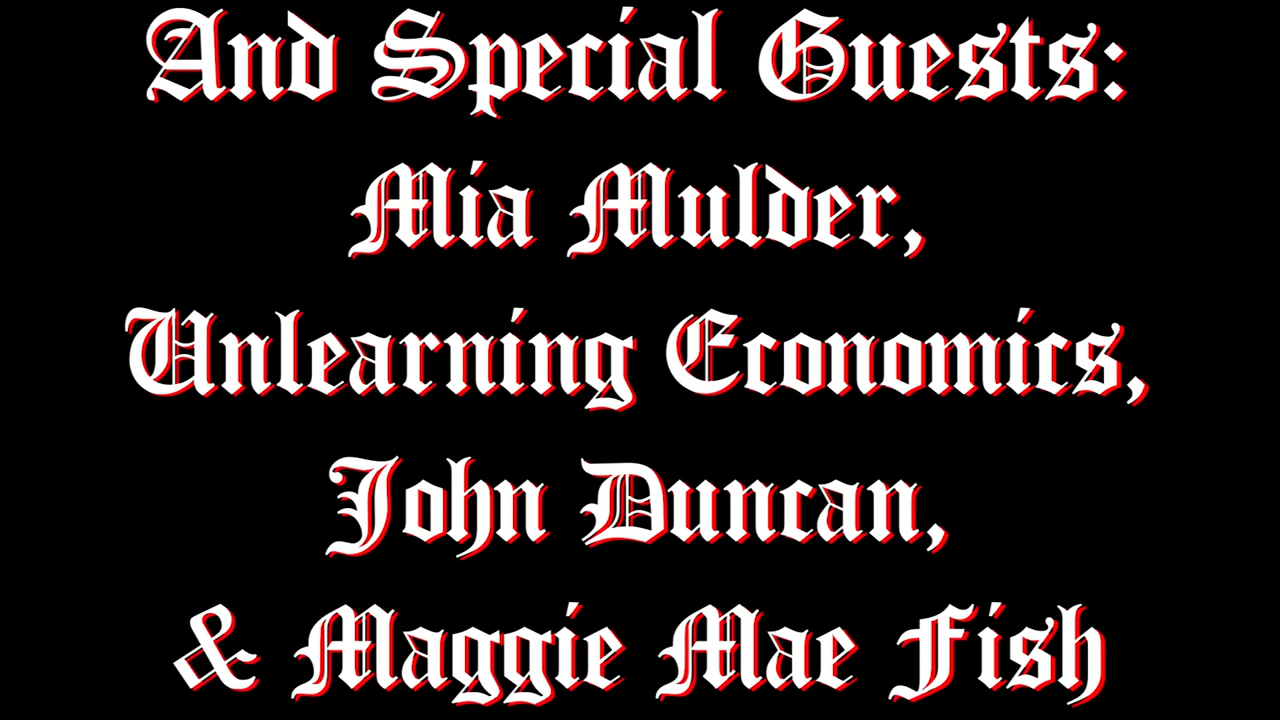 And Special Guests:
Mia Mulder,
Unlearning Economics,
John Duncan,
& Maggie Mae Fish